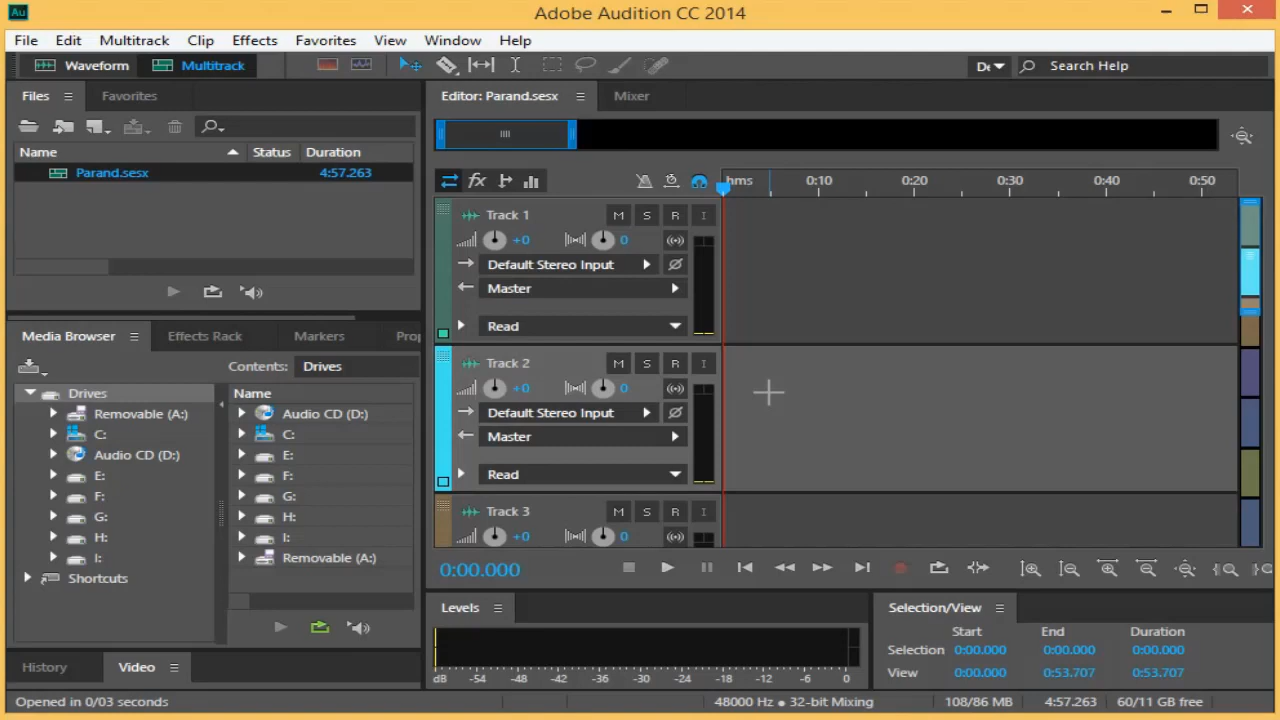 Au Adobe Audition CC 2014
File Edit Multitrack Clip Effects Favorites View Window Help
Waveform Multitrack De Search Help
Files Favorites
Name Status Duration
Parand.sesx 4:57.263
Media Browser Effects Rack Markers Prop
Contents: Drives
Drives
Removable (A:)
C:
Audio CD (D:)
E:
F:
G:
H:
I:
Shortcuts
Name
Audio CD (D:)
C:
E:
F:
G:
H:
I:
Removable (A:)
History Video
Editor: Parand.sesx Mixer
fx hms 0:10 0:20 0:30 0:40 0:50
Track 1 M S R I
+0 0
Default Stereo Input
Master
Read
Track 2 M S R I
+0 0
Default Stereo Input
Master
Read
Track 3 M S R I
+0 0
0:00.000
Levels
dB -54 -48 -42 -36 -30 -24 -18 -12 -6 0
Selection/View
Start End Duration
Selection 0:00.000 0:00.000 0:00.000
View 0:00.000 0:53.707 0:53.707
Opened in 0/03 seconds 48000 Hz ● 32-bit Mixing 108/86 MB 4:57.263 60/11 GB free